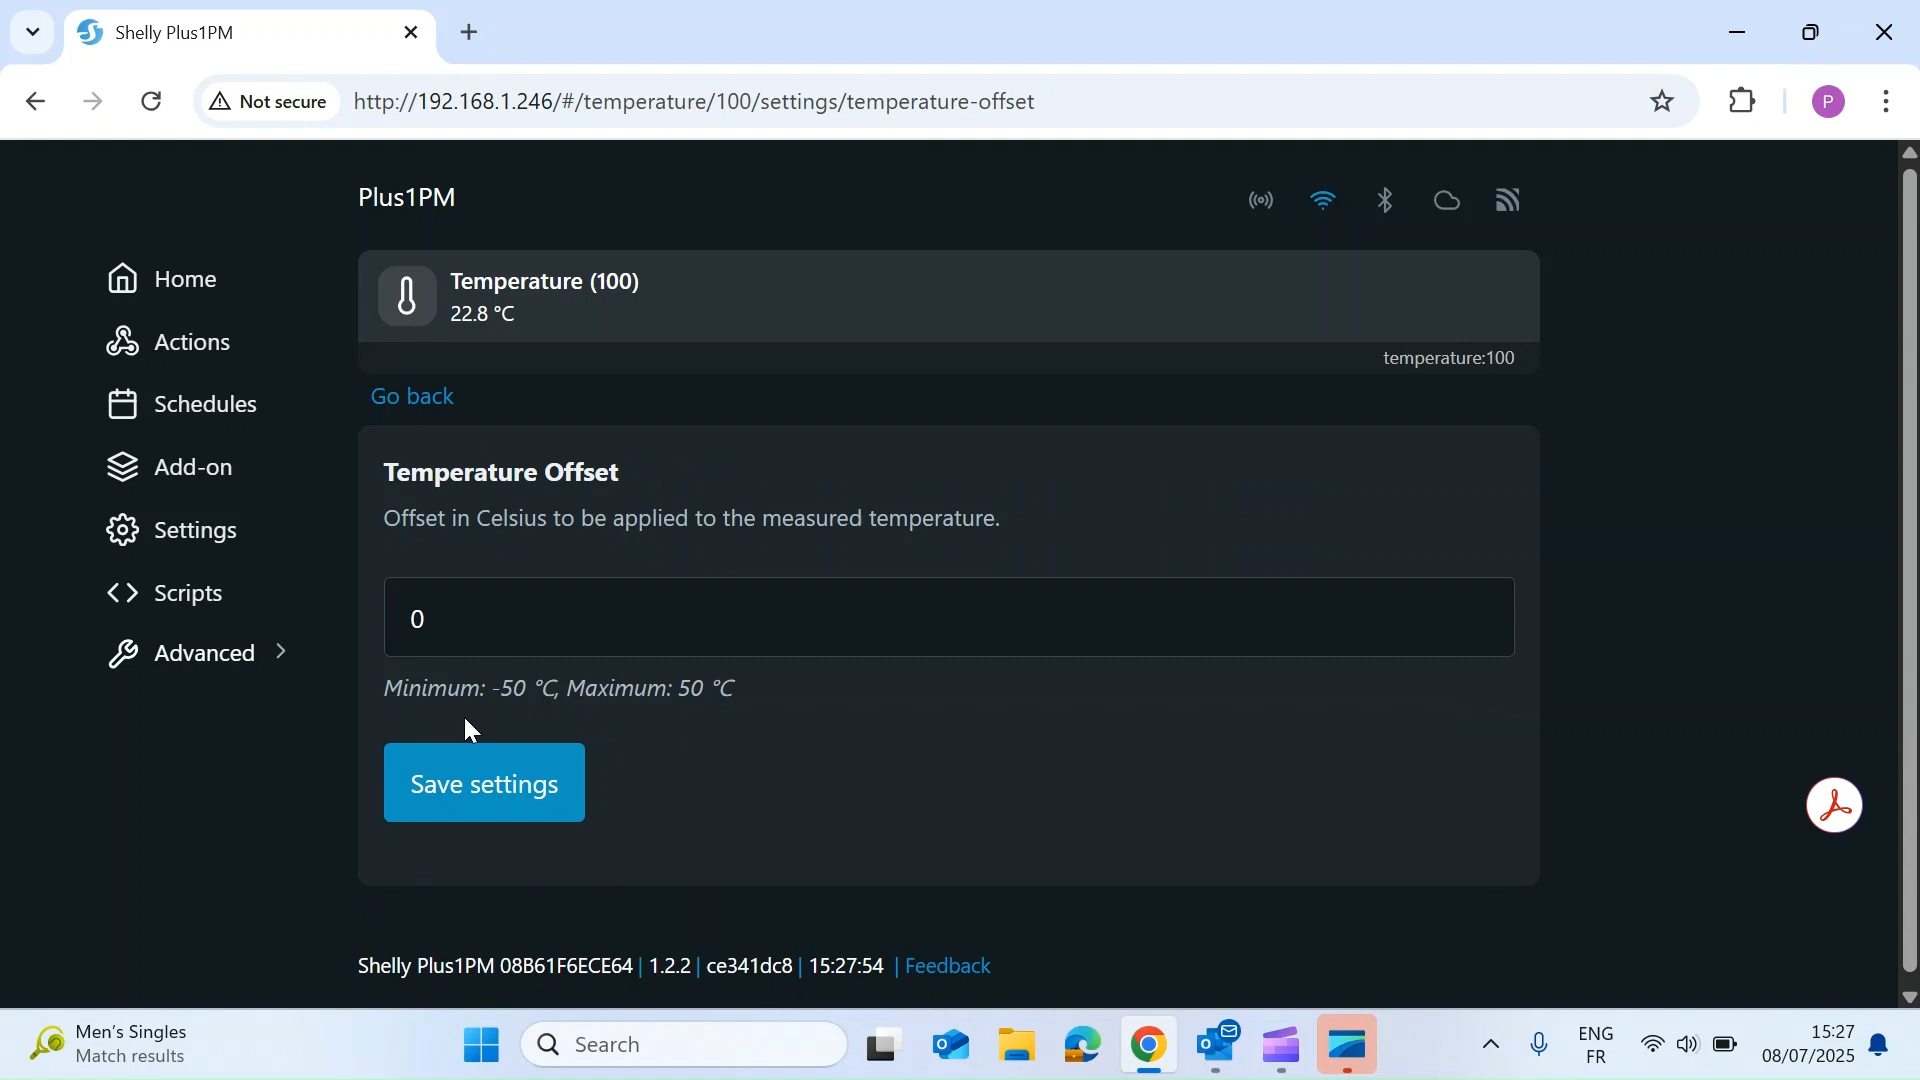 Shelly Plus1PM
Not secure
http://192.168.1.246/#/temperature/100/settings/temperature-offset
P
Plus1PM
Home
Actions
Schedules
Add-on
Settings
Scripts
Advanced
Temperature (100)
22.8 °C
temperature:100
Go back
Temperature Offset
Offset in Celsius to be applied to the measured temperature.
0
Minimum: -50 °C, Maximum: 50 °C
Save settings
Shelly Plus1PM 08B61F6ECE64 | 1.2.2 | ce341dc8 | 15:27:54 | Feedback
Men's Singles
Match results
Search
ENG
FR
15:27
08/07/2025